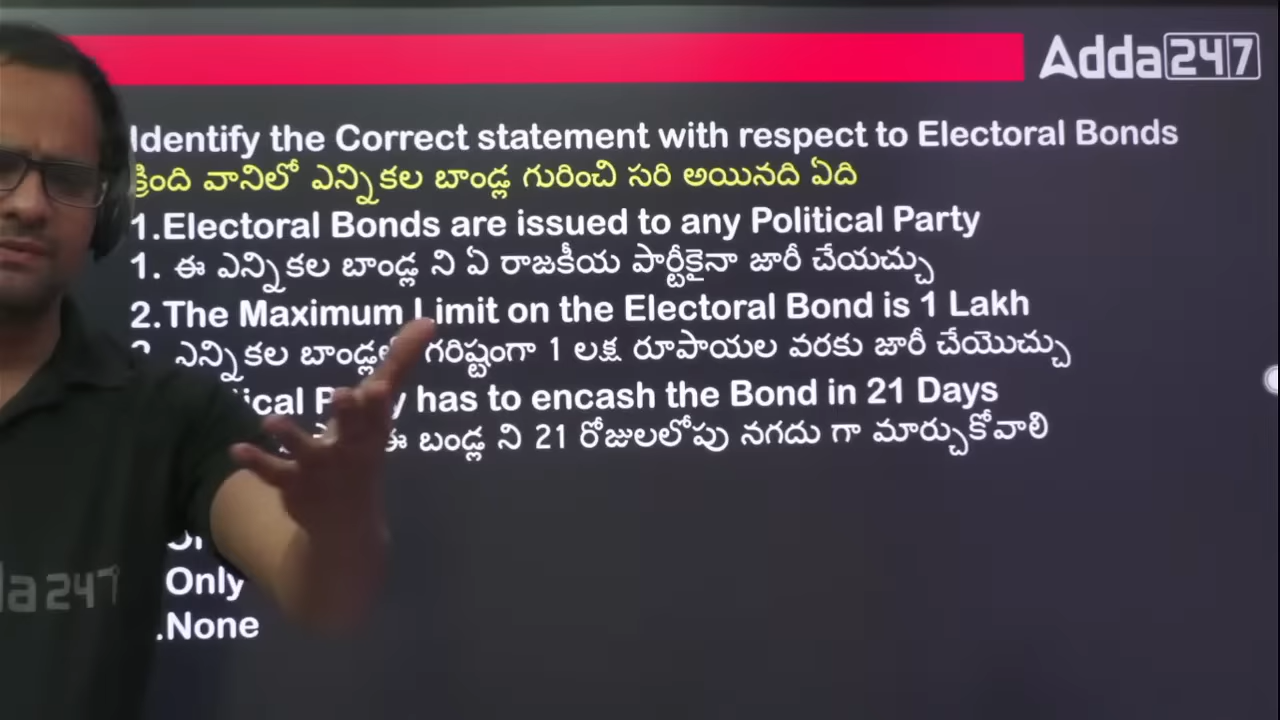 Adda247
Identify the Correct statement with respect to Electoral Bonds
క్రింది వానిలో ఎన్నికల బాండ్ల గురించి సరి అయినది ఏది
1.Electoral Bonds are issued to any Political Party
1. ఈ ఎన్నికల బాండ్ల ని ఏ రాజకీయ పార్టీకైనా జారీ చేయచ్చు
2.The Maximum Limit on the Electoral Bond is 1 Lakh
ఎన్నికల గరిష్టంగా 1 లక్ష రూపాయల వరకు జారీ చేయొచ్చు
has to encash the Bond in 21 Days
ఈ బండ్ల ని 21 రోజులలోపు నగదు గా మార్చుకోవాలి
Only
.None